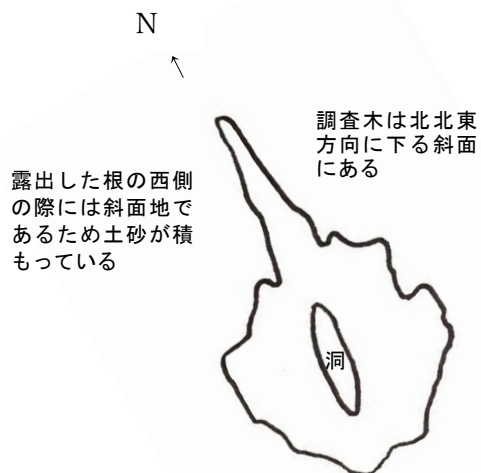 N
調査木は北北東
方向に下る斜面
にある
露出した根の西側
の際には斜面地で
あるため土砂が積
もっている
洞